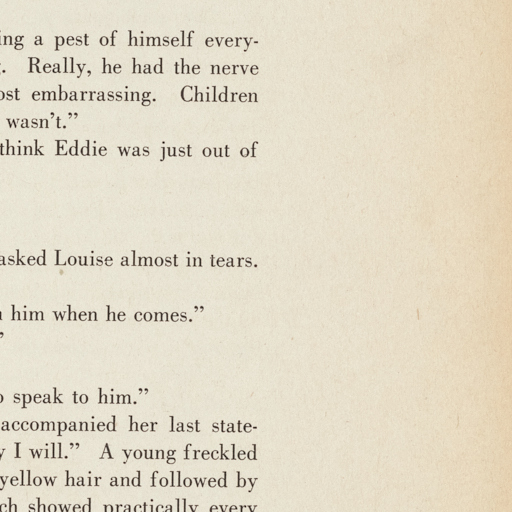 ing a pest of himself every-
. Really, he had the nerve
ost embarrassing. Children
wasn't.”
think Eddie was just out of
asked Louise almost in tears.
him when he comes.”
”
speak to him.”
accompanied her last state-
I will.” A young freckled
yellow hair and followed by
ch showed practically every